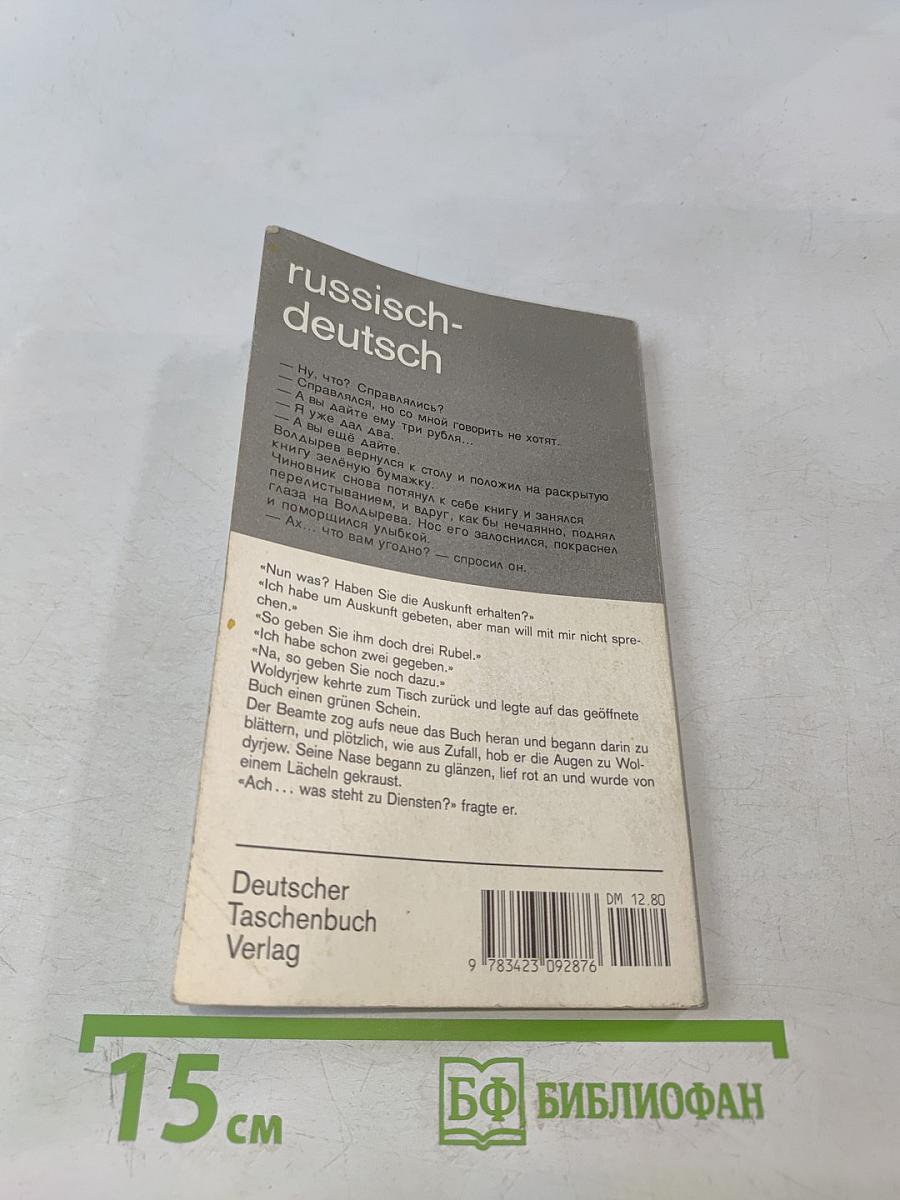 russisch-
deutsch
— Ну, что? Справлялись?
— Справлялся, но со мной говорить не хотят.
— А вы дайте ему три рубля...
— Я уже дал два.
— А вы ещё дайте.
Волдырев вернулся к столу и положил на раскрытую
книгу зелёную бумажку.
Чиновник снова потянул к себе книгу и занялся
перелистыванием, и вдруг, как бы нечаянно, поднял
глаза на Волдырева. Нос его залоснился, покраснел
и поморщился улыбкой.
— Ах... что вам угодно? — спросил он.
«Nun was? Haben Sie die Auskunft erhalten?»
«Ich habe um Auskunft gebeten, aber man will mit mir nicht spre-
chen.»
«So geben Sie ihm doch drei Rubel.»
«Ich habe schon zwei gegeben.»
«Na, so geben Sie noch dazu.»
Woldyrjew kehrte zum Tisch zurück und legte auf das geöffnete
Buch einen grünen Schein.
Der Beamte zog aufs neue das Buch heran und begann darin zu
blättern, und plötzlich, wie aus Zufall, hob er die Augen zu Wol-
dyrjew. Seine Nase begann zu glänzen, lief rot an und wurde von
einem Lächeln gekraust.
«Ach... was steht zu Diensten?» fragte er.
Deutscher
Taschenbuch
Verlag
DM 12.80
9 783423 092876
15 см
БФ БИБЛИОФАН